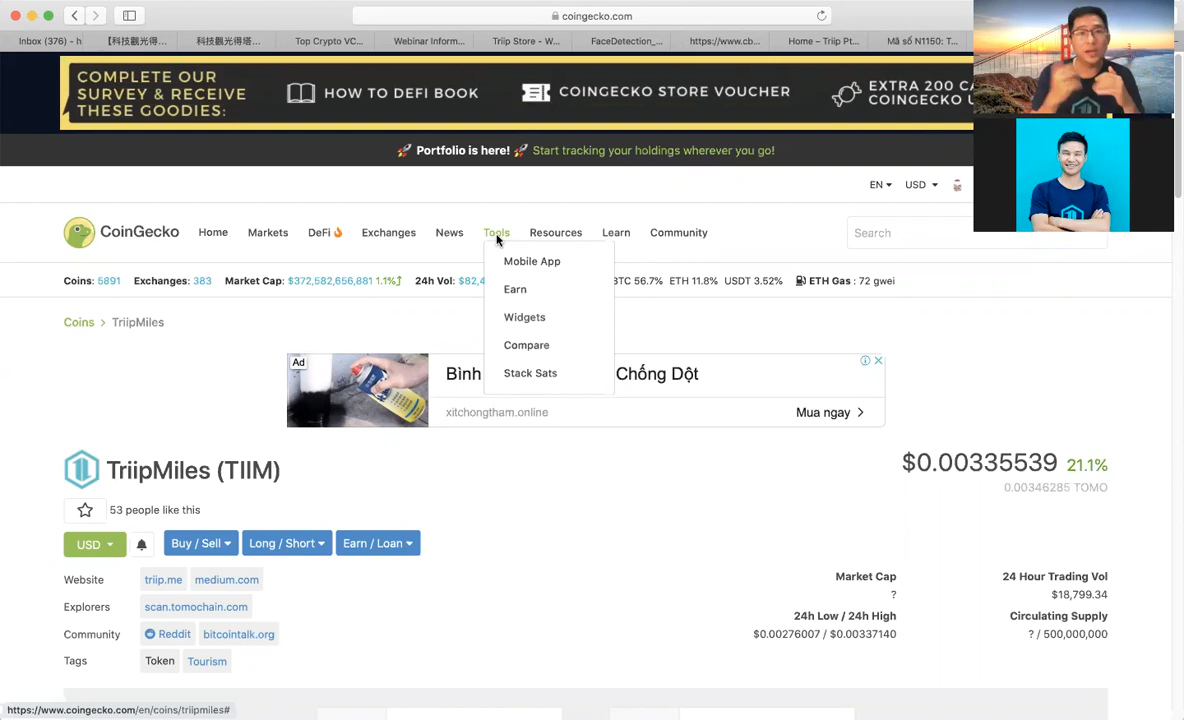 coingecko.com
Inbox (376) - h
【科技觀光得...
科技觀光得塔...
Top Crypto VC...
Webinar Inform...
Triip Store - W...
FaceDetection_...
https://www.cb...
Home – Triip Pt...
Mã số N1150: T...
COMPLETE OUR
SURVEY & RECEIVE
THESE GOODIES:
HOW TO DEFI BOOK
COINGECKO STORE VOUCHER
EXTRA 200 CA
COINGECKO U
🚀 Portfolio is here! 🚀 Start tracking your holdings wherever you go!
EN USD
CoinGecko Home Markets DeFi Exchanges News Tools Resources Learn Community Search
Mobile App
Earn
Widgets
Compare
Stack Sats
Coins: 5891 Exchanges: 383 Market Cap: $372,582,656,881 1.1% 24h Vol: $82,4 BTC 56.7% ETH 11.8% USDT 3.52% ETH Gas : 72 gwei
Coins > TriipMiles
Ad
Bình Chống Dột
xitchongtham.online Mua ngay
TriipMiles (TIIM)
$0.00335539 21.1%
0.00346285 TOMO
53 people like this
USD Buy / Sell Long / Short Earn / Loan
Website triip.me medium.com
Explorers scan.tomochain.com
Community Reddit bitcointalk.org
Tags Token Tourism
Market Cap
?
24 Hour Trading Vol
$18,799.34
24h Low / 24h High
$0.00276007 / $0.00337140
Circulating Supply
? / 500,000,000
https://www.coingecko.com/en/coins/triipmiles#